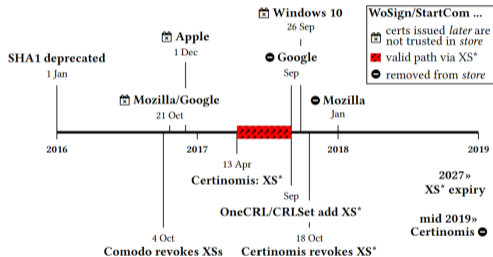 WoSign/StartCom ...
certs issued later are
not trusted in store
valid path via XS*
removed from store
Windows 10
26 Sep
Apple
1 Dec
Google
Sep
SHA1 deprecated
1 Jan
Mozilla/Google
21 Oct
Mozilla
Jan
2016
2017
2018
2019
13 Apr
Certinomis: XS*
Sep
OneCRL/CRLSet add XS*
4 Oct
Comodo revokes XSs
18 Oct
Certinomis revokes XS*
2027»
XS* expiry
mid 2019»
Certinomis